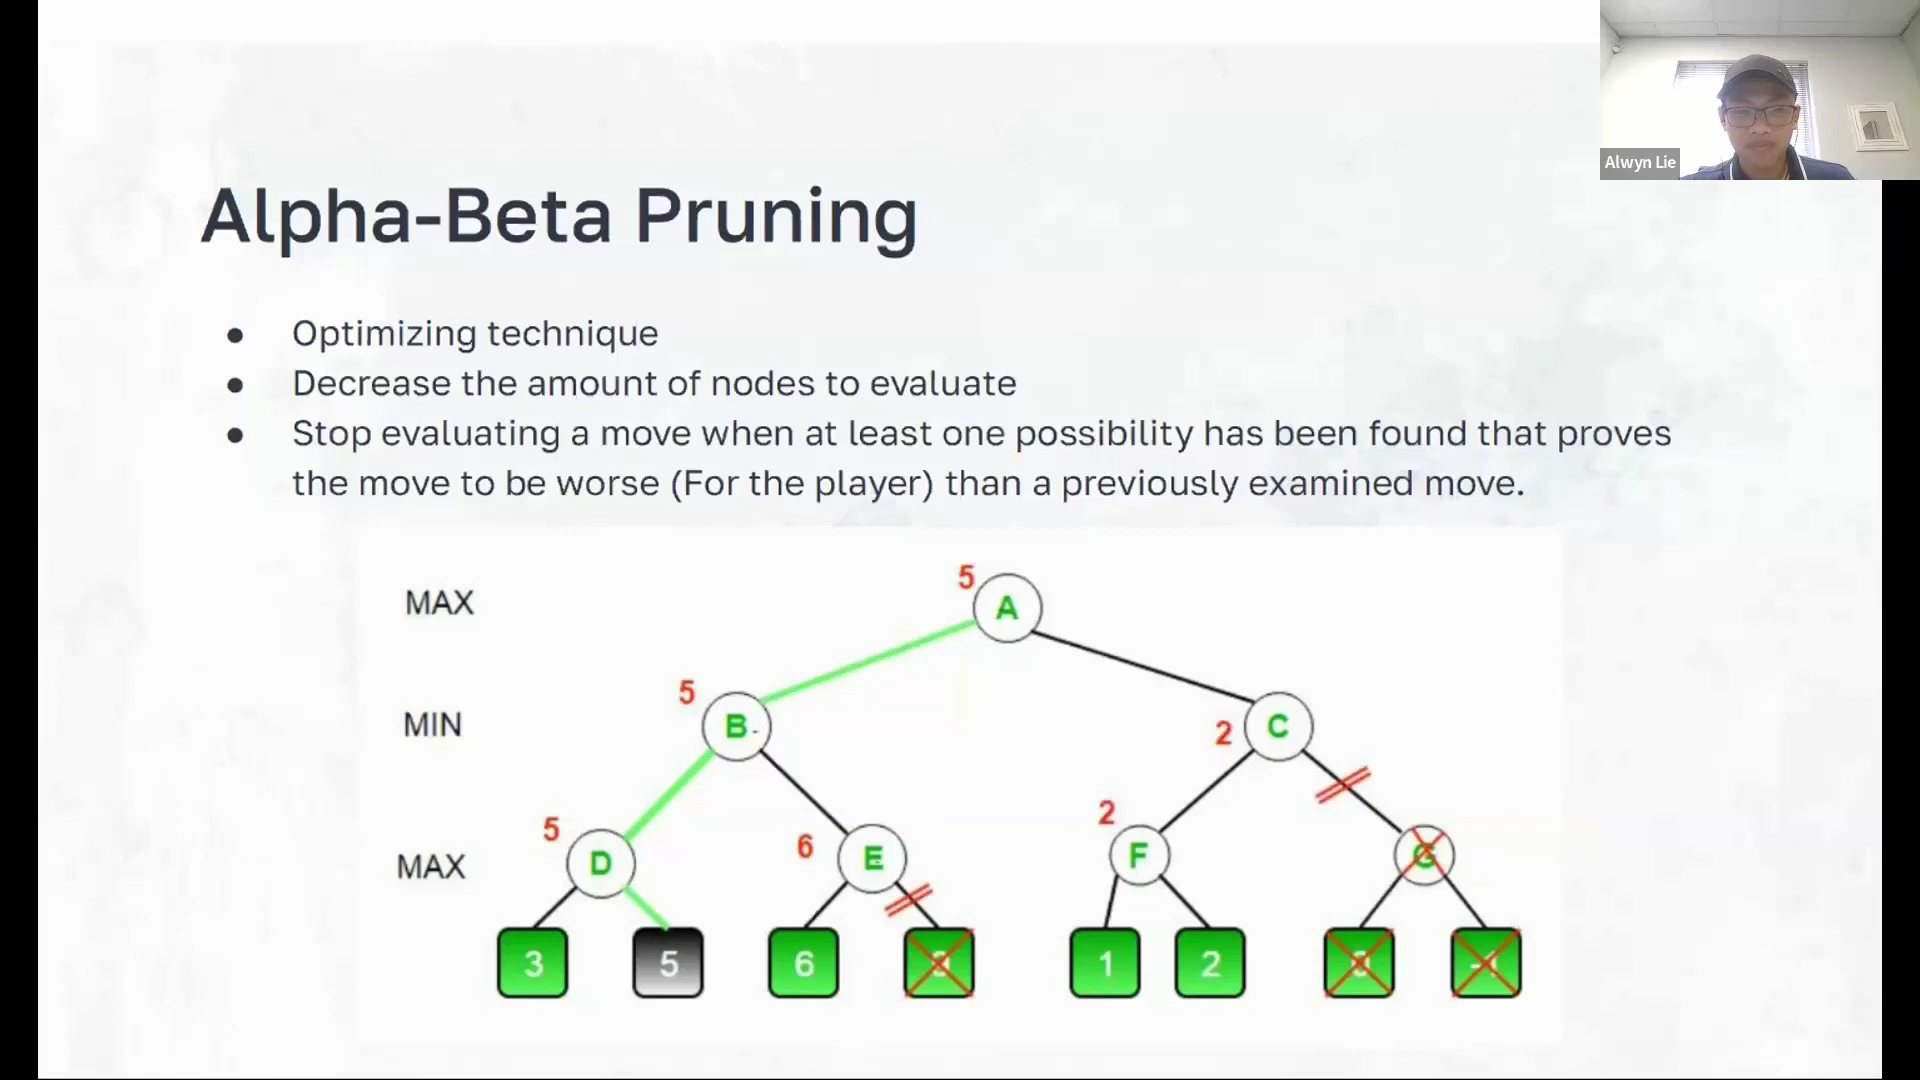 Alwyn Lie
Alpha-Beta Pruning
● Optimizing technique
● Decrease the amount of nodes to evaluate
● Stop evaluating a move when at least one possibility has been found that proves
the move to be worse (For the player) than a previously examined move.
5
MAX A
5
MIN B C
2
5 2
6
MAX D E F G
3 5 6 1 2